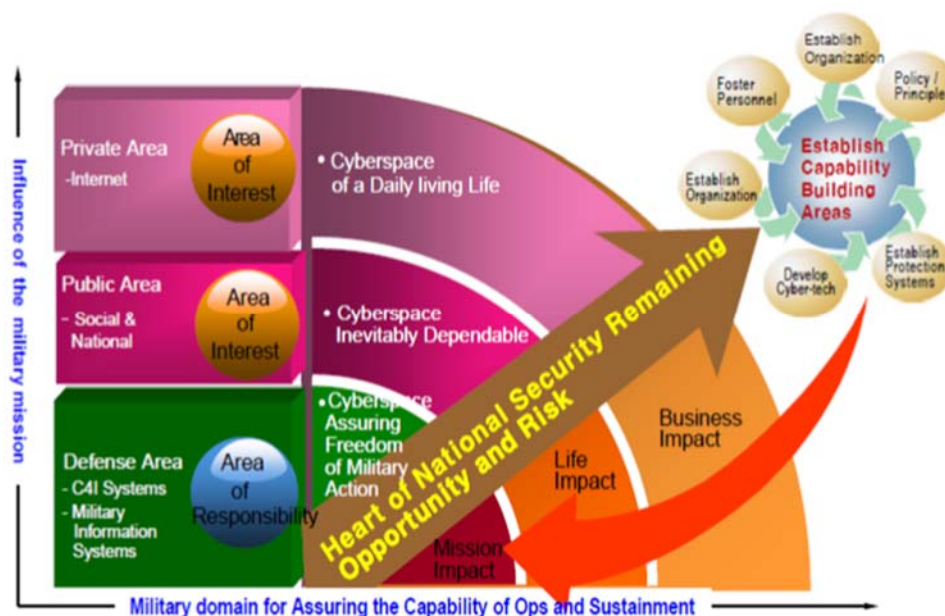 Influence of the military mission
Private Area
-Internet
Area
of
Interest
• Cyberspace
of a Daily living Life
Public Area
- Social &
National
Area
of
Interest
• Cyberspace
Inevitably Dependable
Defense Area
- C4I Systems
- Military
Information
Systems
Area
of
Responsibility
• Cyberspace
Assuring
Freedom
of Military
Action
Heart of National Security Remaining
Opportunity and Risk
Mission
Impact
Life
Impact
Business
Impact
Establish
Organization
Policy /
Principle
Foster
Personnel
Establish
Capability
Building
Areas
Establish
Organization
Develop
Cyber-tech
Establish
Protection
Systems
Military domain for Assuring the Capability of Ops and Sustainment